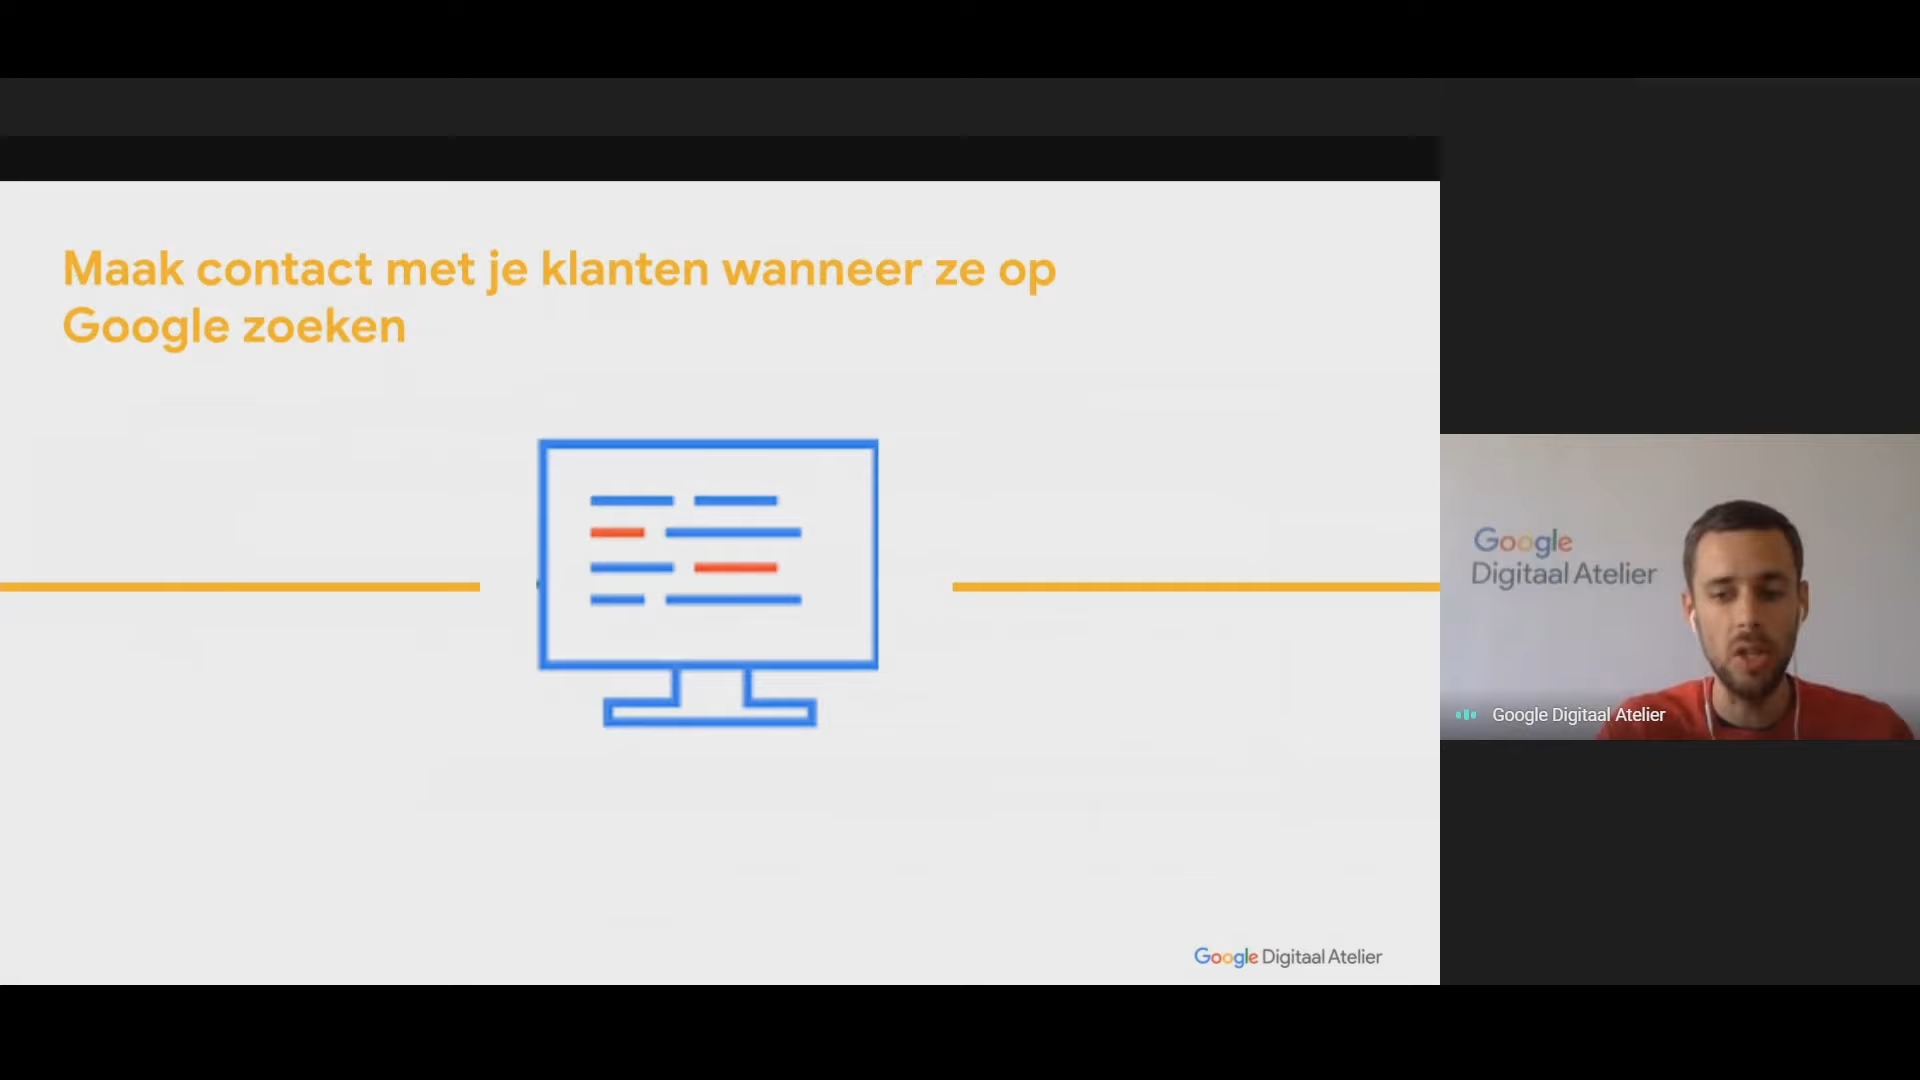 Maak contact met je klanten wanneer ze op
Google zoeken
Google Digitaal Atelier
Google
Digitaal Atelier
Google Digitaal Atelier